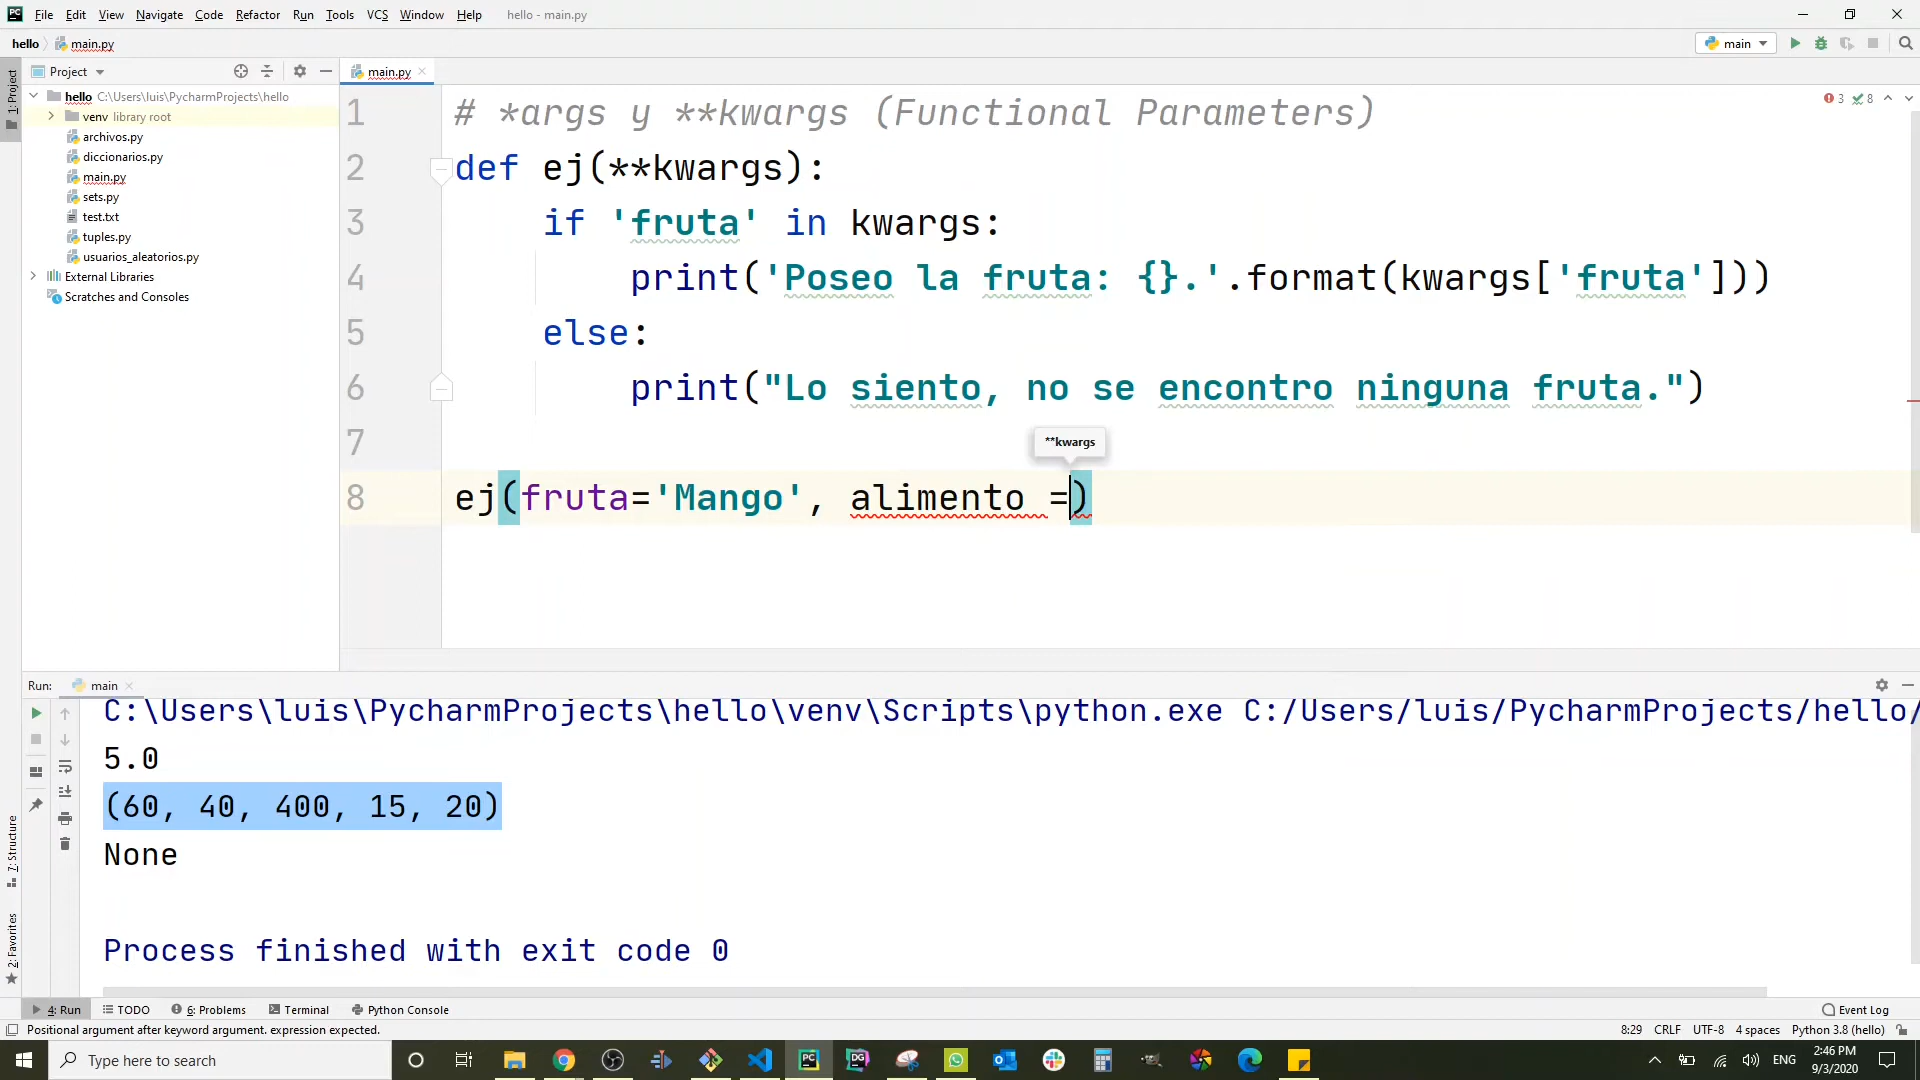 File Edit View Navigate Code Refactor Run Tools VCS Window Help hello - main.py
hello main.py main
1: Project
Project
main.py
hello C:\Users\luis\PycharmProjects\hello
venv library root
archivos.py
diccionarios.py
main.py
sets.py
test.txt
tuples.py
usuarios_aleatorios.py
External Libraries
Scratches and Consoles
3 8
1 # *args y **kwargs (Functional Parameters)
2 def ej(**kwargs):
3 if 'fruta' in kwargs:
4 print('Poseo la fruta: {}.'.format(kwargs['fruta']))
5 else:
6 print("Lo siento, no se encontro ninguna fruta.")
7
**kwargs
8 ej(fruta='Mango', alimento =)
Run: main
C:\Users\luis\PycharmProjects\hello\venv\Scripts\python.exe C:/Users/luis/PycharmProjects/hello/
5.0
(60, 40, 400, 15, 20)
None
Process finished with exit code 0
7: Structure
2: Favorites
4: Run TODO 6: Problems Terminal Python Console Event Log
Positional argument after keyword argument. expression expected. 8:29 CRLF UTF-8 4 spaces Python 3.8 (hello)
Type here to search
ENG
2:46 PM
9/3/2020